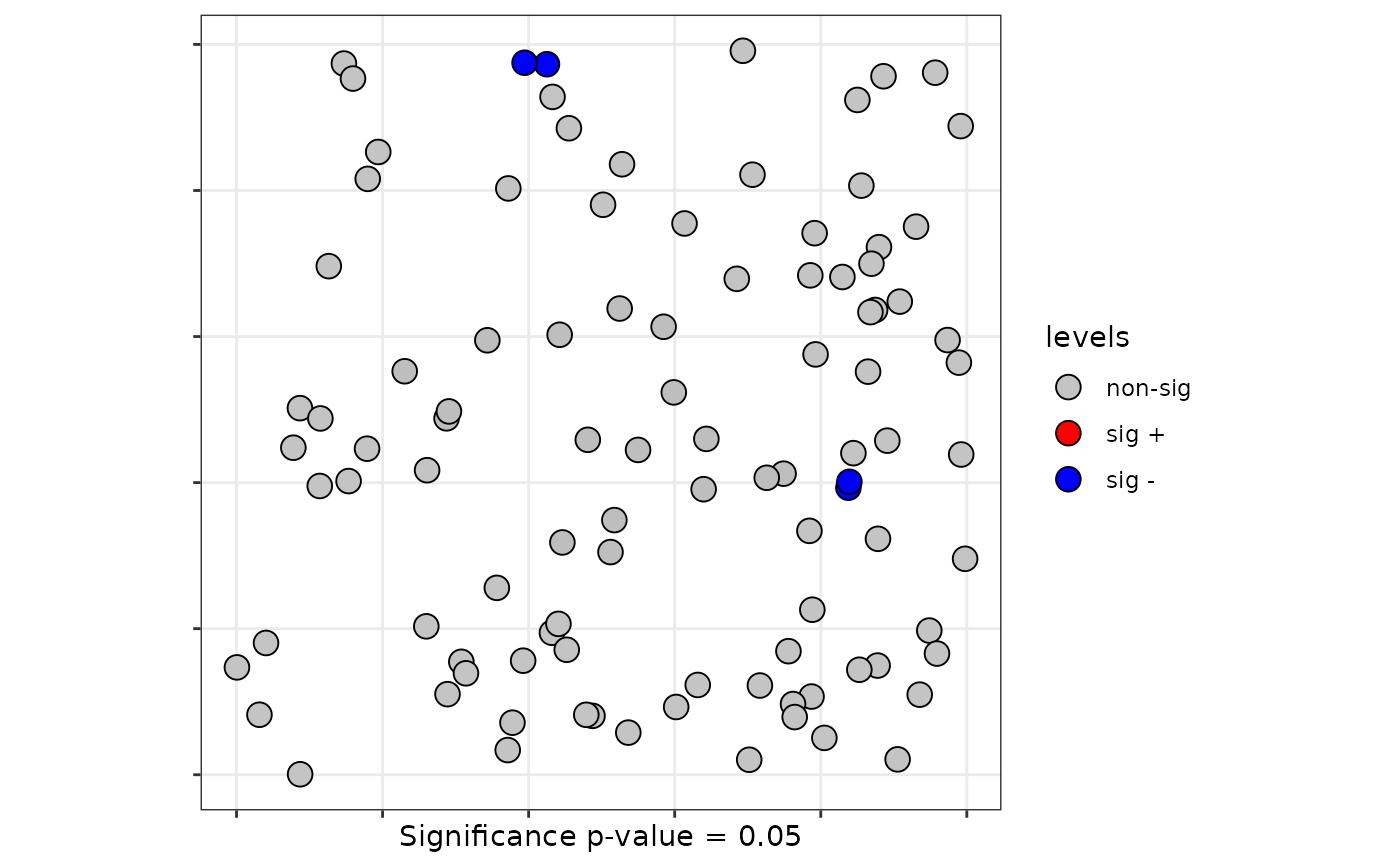 levels
non-sig
sig +
sig -
Significance p-value = 0.05